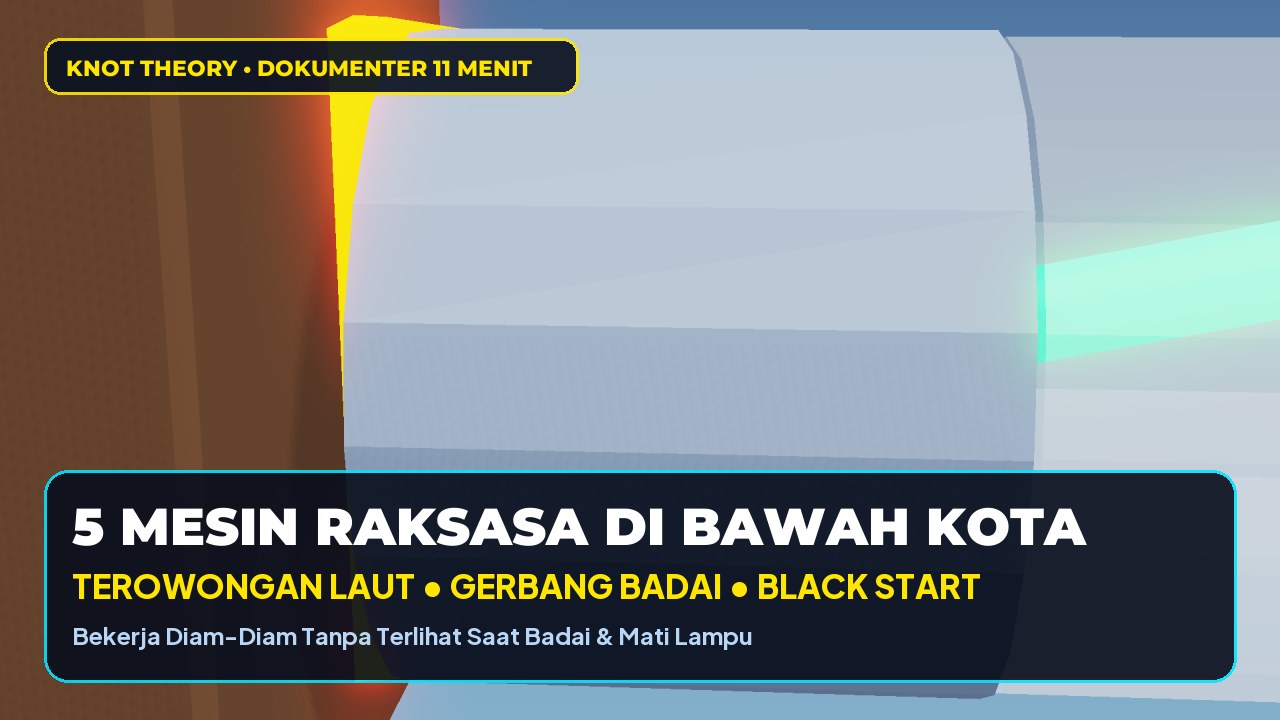 KNOT THEORY • DOKUMENTER 11 MENIT
5 MESIN RAKSASA DI BAWAH KOTA
TEROWONGAN LAUT ● GERBANG BADAI ● BLACK START
Bekerja Diam-Diam Tanpa Terlihat Saat Badai & Mati Lampu